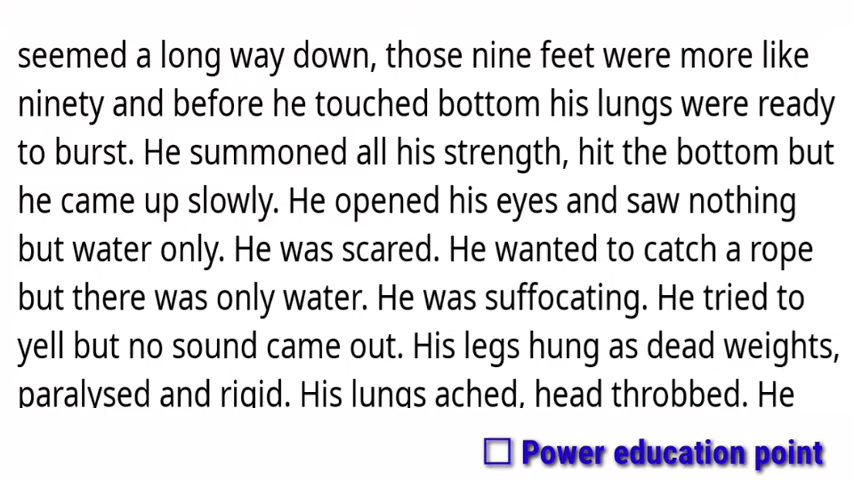 seemed a long way down, those nine feet were more like
ninety and before he touched bottom his lungs were ready
to burst. He summoned all his strength, hit the bottom but
he came up slowly. He opened his eyes and saw nothing
but water only. He was scared. He wanted to catch a rope
but there was only water. He was suffocating. He tried to
yell but no sound came out. His legs hung as dead weights,
paralysed and rigid. His lungs ached, head throbbed. He
Power education point